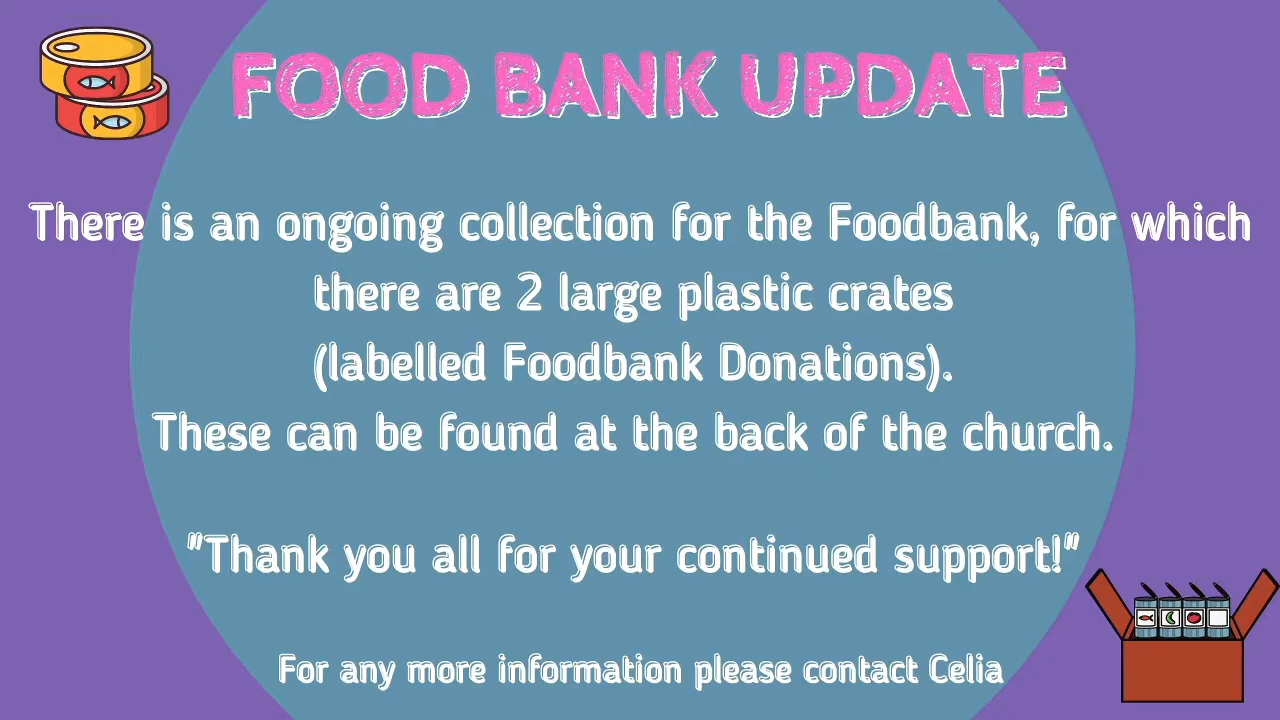 FOOD BANK UPDATE
There is an ongoing collection for the Foodbank, for which
there are 2 large plastic crates
(labelled Foodbank Donations).
These can be found at the back of the church.
"Thank you all for your continued support!"
For any more information please contact Celia